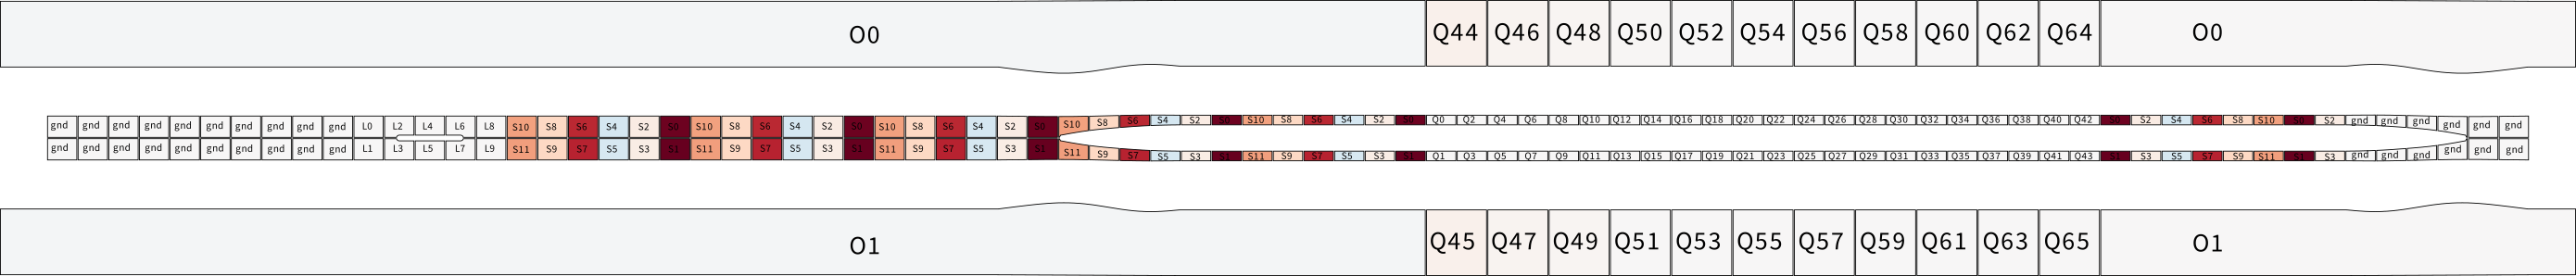 O0 Q44 Q46 Q48 Q50 Q52 Q54 Q56 Q58 Q60 Q62 Q64 O0
gnd gnd gnd gnd gnd gnd gnd gnd gnd gnd L0 L2 L4 L6 L8 S10 S8 S6 S4 S2 S0 S10 S8 S6 S4 S2 S0 S10 S8 S6 S4 S2 S0 S10 S8 S6 S4 S2 S0 S10 S8 S6 S4 S2 S0 Q0 Q2 Q4 Q6 Q8 Q10 Q12 Q14 Q16 Q18 Q20 Q22 Q24 Q26 Q28 Q30 Q32 Q34 Q36 Q38 Q40 Q42 S0 S2 S4 S6 S8 S10 S0 S2 gnd gnd gnd gnd gnd gnd
gnd gnd gnd gnd gnd gnd gnd gnd gnd gnd L1 L3 L5 L7 L9 S11 S9 S7 S5 S3 S1 S11 S9 S7 S5 S3 S1 S11 S9 S7 S5 S3 S1 S11 S9 S7 S5 S3 S1 S11 S9 S7 S5 S3 S1 Q1 Q3 Q5 Q7 Q9 Q11 Q13 Q15 Q17 Q19 Q21 Q23 Q25 Q27 Q29 Q31 Q33 Q35 Q37 Q39 Q41 Q43 S1 S3 S5 S7 S9 S11 S1 S3 gnd gnd gnd gnd gnd gnd
O1 Q45 Q47 Q49 Q51 Q53 Q55 Q57 Q59 Q61 Q63 Q65 O1